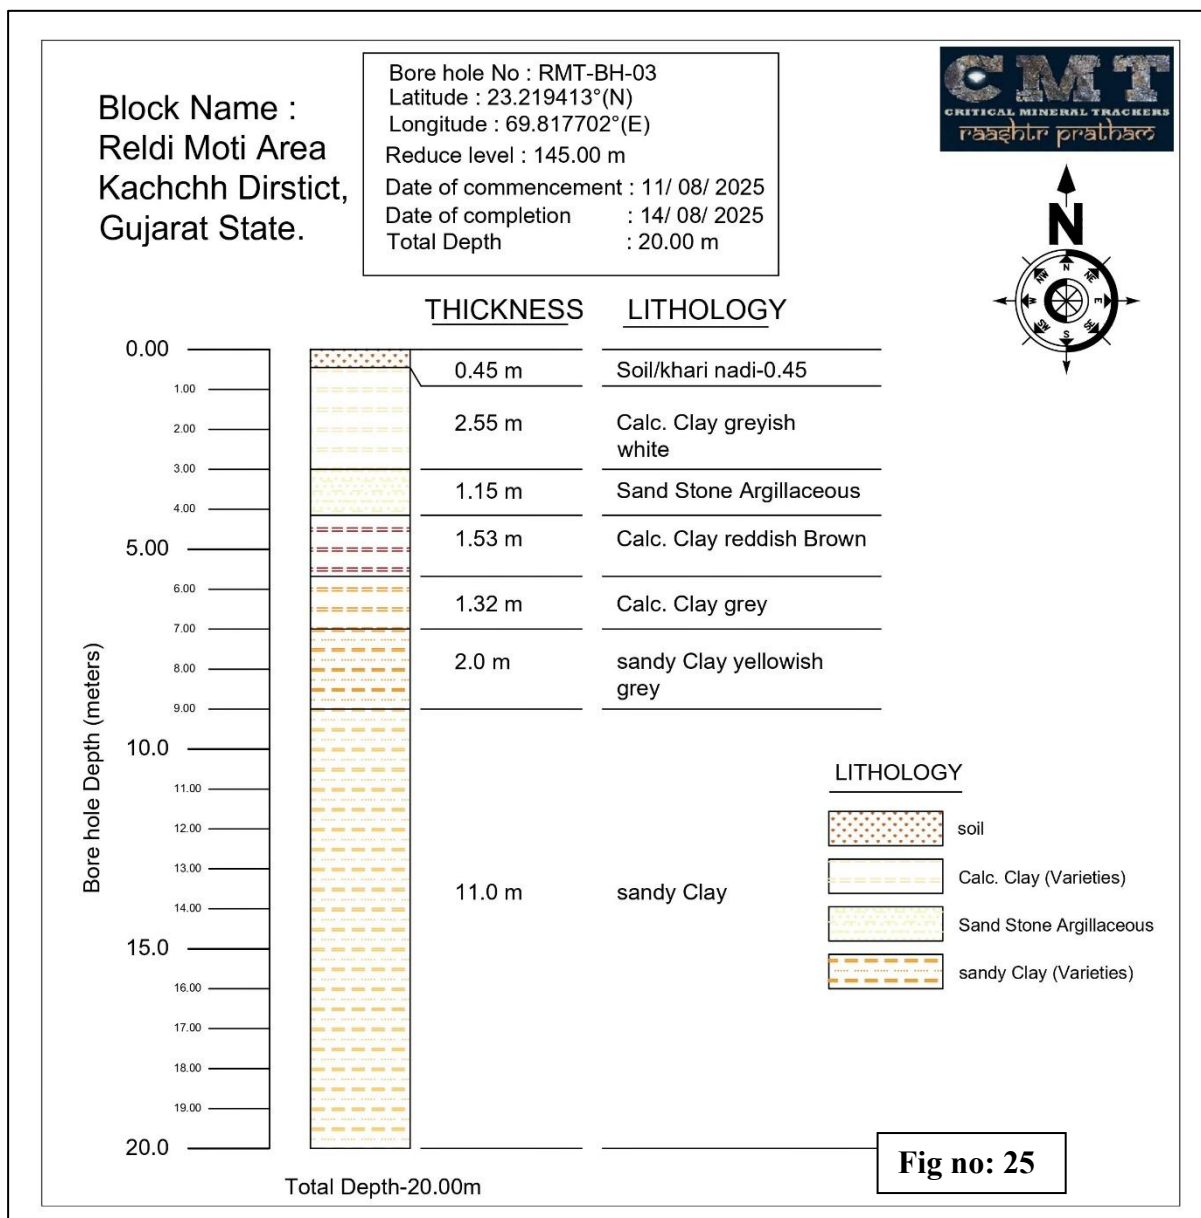 Block Name :
Reldi Moti Area
Kachchh Dirstict,
Gujarat State.
Bore hole No : RMT-BH-03
Latitude : 23.219413°(N)
Longitude : 69.817702°(E)
Reduce level : 145.00 m
Date of commencement : 11/ 08/ 2025
Date of completion : 14/ 08/ 2025
Total Depth : 20.00 m
CMT
CRITICAL MINERAL TRACKERS
raashtr pratham
N
N
NE
E
SE
S
SW
W
NW
THICKNESS LITHOLOGY
0.45 m Soil/khari nadi-0.45
2.55 m Calc. Clay greyish
white
1.15 m Sand Stone Argillaceous
1.53 m Calc. Clay reddish Brown
1.32 m Calc. Clay grey
2.0 m sandy Clay yellowish
grey
11.0 m sandy Clay
Bore hole Depth (meters)
0.00
1.00
2.00
3.00
4.00
5.00
6.00
7.00
8.00
9.00
10.0
11.00
12.00
13.00
14.00
15.0
16.00
17.00
18.00
19.00
20.0
Total Depth-20.00m
LITHOLOGY
soil
Calc. Clay (Varieties)
Sand Stone Argillaceous
sandy Clay (Varieties)
Fig no: 25